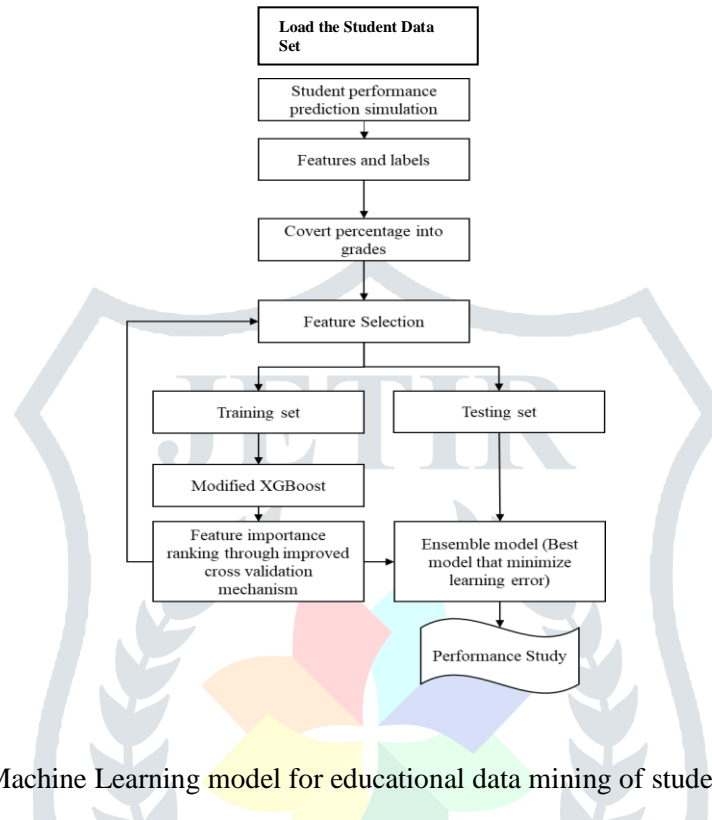 Load the Student Data
Set
Student performance
prediction simulation
Features and labels
Covert percentage into
grades
Feature Selection
Training set
Testing set
JETIR
Modified XGBoost
Feature importance
ranking through improved
cross validation
mechanism
Ensemble model (Best
model that minimize
learning error)
Performance Study
Machine Learning model for educational data mining of stude